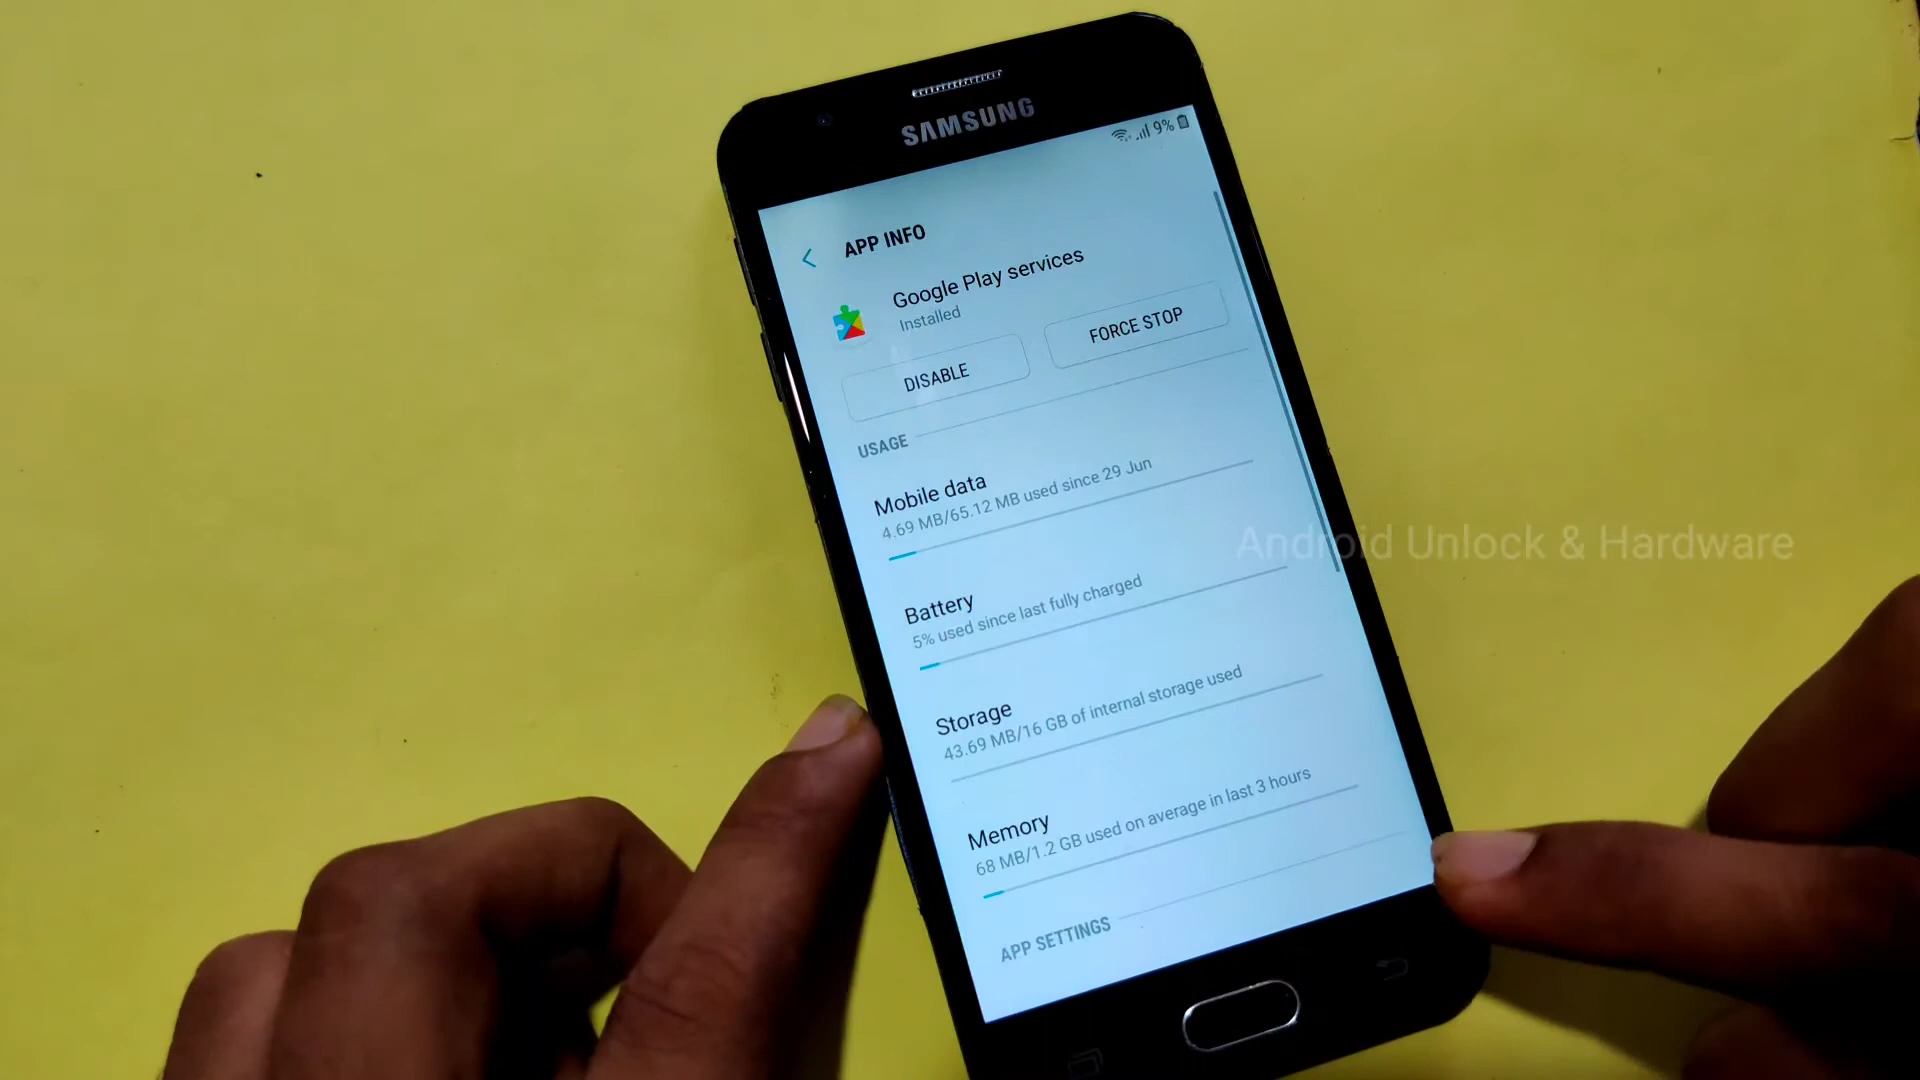 SAMSUNG
9%
APP INFO
Google Play services
Installed
DISABLE
FORCE STOP
USAGE
Mobile data
4.69 MB/65.12 MB used since 29 Jun
Battery
5% used since last fully charged
Storage
43.69 MB/16 GB of internal storage used
Memory
68 MB/1.2 GB used on average in last 3 hours
APP SETTINGS
Android Unlock & Hardware